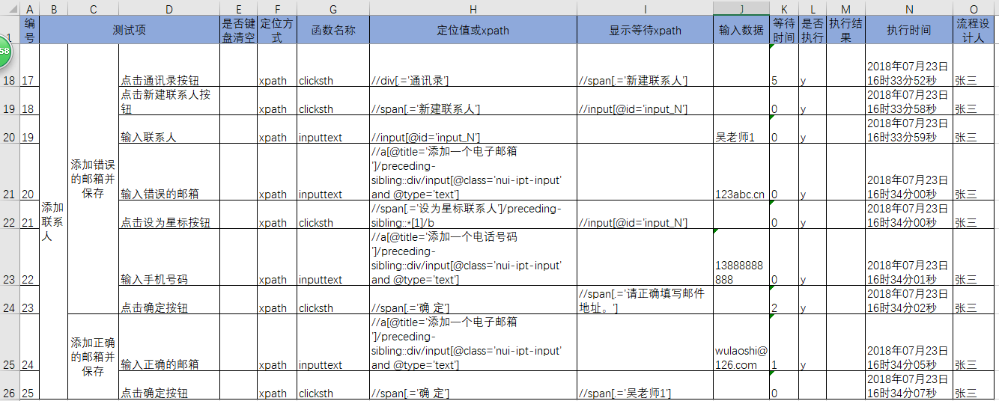 A B C D E F G H I J K L M N O
1 编号 测试项 是否键盘清空 定位方式 函数名称 定位值或xpath 显示等待xpath 输入数据 等待时间 是否执行 执行结果 执行时间 流程设计人
58
添加联系人
添加错误的邮箱并保存
18 17 点击通讯录按钮 xpath clicksth //div[.='通讯录'] //span[.='新建联系人'] 5 y 2018年07月23日16时33分52秒 张三
19 18 点击新建联系人按钮 xpath clicksth //span[.='新建联系人'] //input[@id='input_N'] 0 y 2018年07月23日16时33分58秒 张三
20 19 输入联系人 xpath inputtext //input[@id='input_N'] 吴老师1 0 y 2018年07月23日16时33分59秒 张三
21 20 输入错误的邮箱 xpath inputtext //a[@title='添加一个电子邮箱']/preceding-sibling::div/input[@class='nui-ipt-input' and @type='text'] 123abc.cn 0 y 2018年07月23日16时34分00秒 张三
22 21 点击设为星标按钮 xpath clicksth //span[.='设为星标联系人']/preceding-sibling::*[1]/b //input[@id='input_N'] 0 y 2018年07月23日16时34分00秒 张三
23 22 输入手机号码 xpath inputtext //a[@title='添加一个电话号码']/preceding-sibling::div/input[@class='nui-ipt-input' and @type='text'] 13888888888 0 y 2018年07月23日16时34分01秒 张三
24 23 点击确定按钮 xpath clicksth //span[.='确 定'] //span[.='请正确填写邮件地址。'] 2 y 2018年07月23日16时34分02秒 张三
添加正确的邮箱并保存
25 24 输入正确的邮箱 xpath inputtext //a[@title='添加一个电子邮箱']/preceding-sibling::div/input[@class='nui-ipt-input' and @type='text'] wulaoshi@126.com 1 y 2018年07月23日16时34分05秒 张三
26 25 点击确定按钮 xpath clicksth //span[.='确 定'] //span[.='吴老师1'] 0 2018年07月23日16时34分07秒 张三